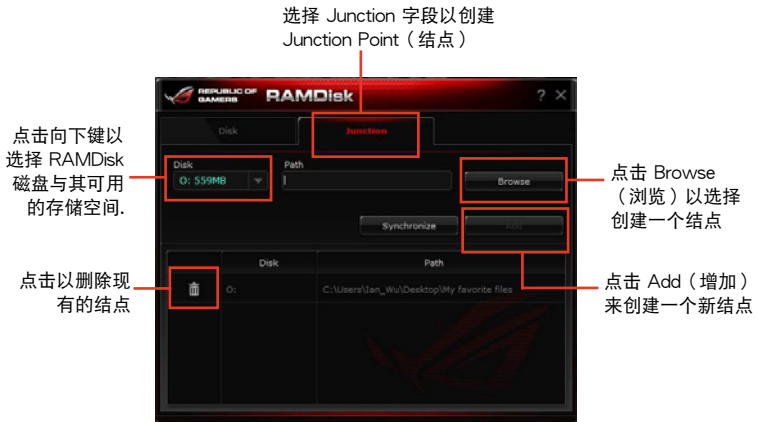 选择 Junction 字段以创建
Junction Point（结点）
REPUBLIC OF
GAMERS
RAMDisk
? ×
Disk
Junction
点击向下键以
选择 RAMDisk
磁盘与其可用
的存储空间.
Disk
Path
O: 559MB
Browse
点击 Browse
（浏览）以选择
创建一个结点
Synchronize
Add
Disk
Path
点击以删除现
有的结点
O:
C:\Users\Ian_Wu\Desktop\My favorite files
点击 Add（增加）
来创建一个新结点